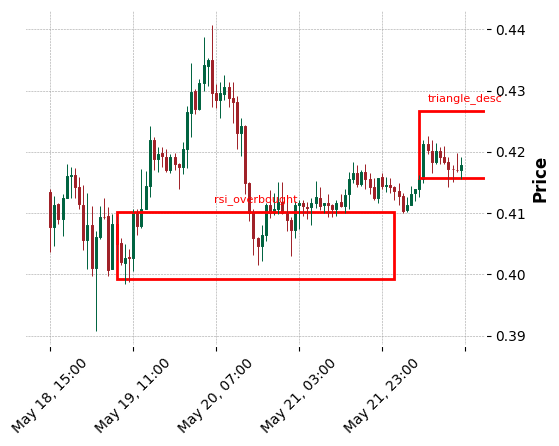 0.44
0.43
triangle_desc
0.42
rsi_overbought
0.41
0.40
0.39
Price
May 18, 15:00
May 19, 11:00
May 20, 07:00
May 21, 03:00
May 21, 23:00